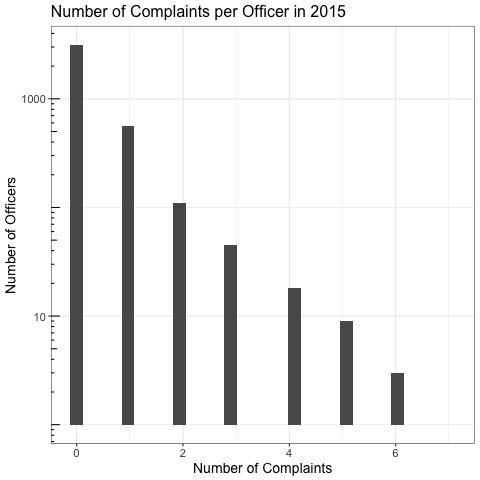 Number of Complaints per Officer in 2015
Number of Officers
1000
10
0 2 4 6
Number of Complaints